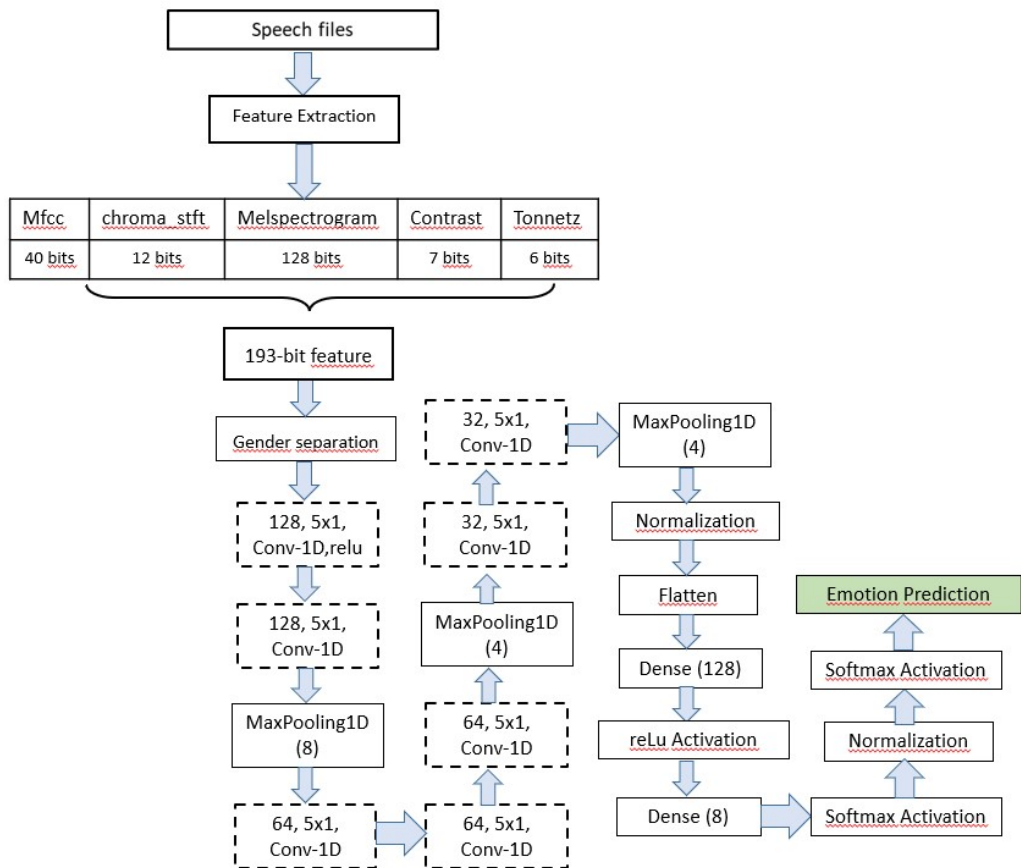 Speech files
Feature Extraction
Mfcc chroma_stft Melspectrogram Contrast Tonnetz
40 bits 12 bits 128 bits 7 bits 6 bits
193-bit feature
Gender separation
128, 5x1,
Conv-1D,relu
128, 5x1,
Conv-1D
MaxPooling1D
(8)
64, 5x1,
Conv-1D
64, 5x1,
Conv-1D
64, 5x1,
Conv-1D
MaxPooling1D
(4)
32, 5x1,
Conv-1D
32, 5x1,
Conv-1D
MaxPooling1D
(4)
Normalization
Flatten
Dense (128)
reLu Activation
Dense (8)
Softmax Activation
Normalization
Softmax Activation
Emotion Prediction